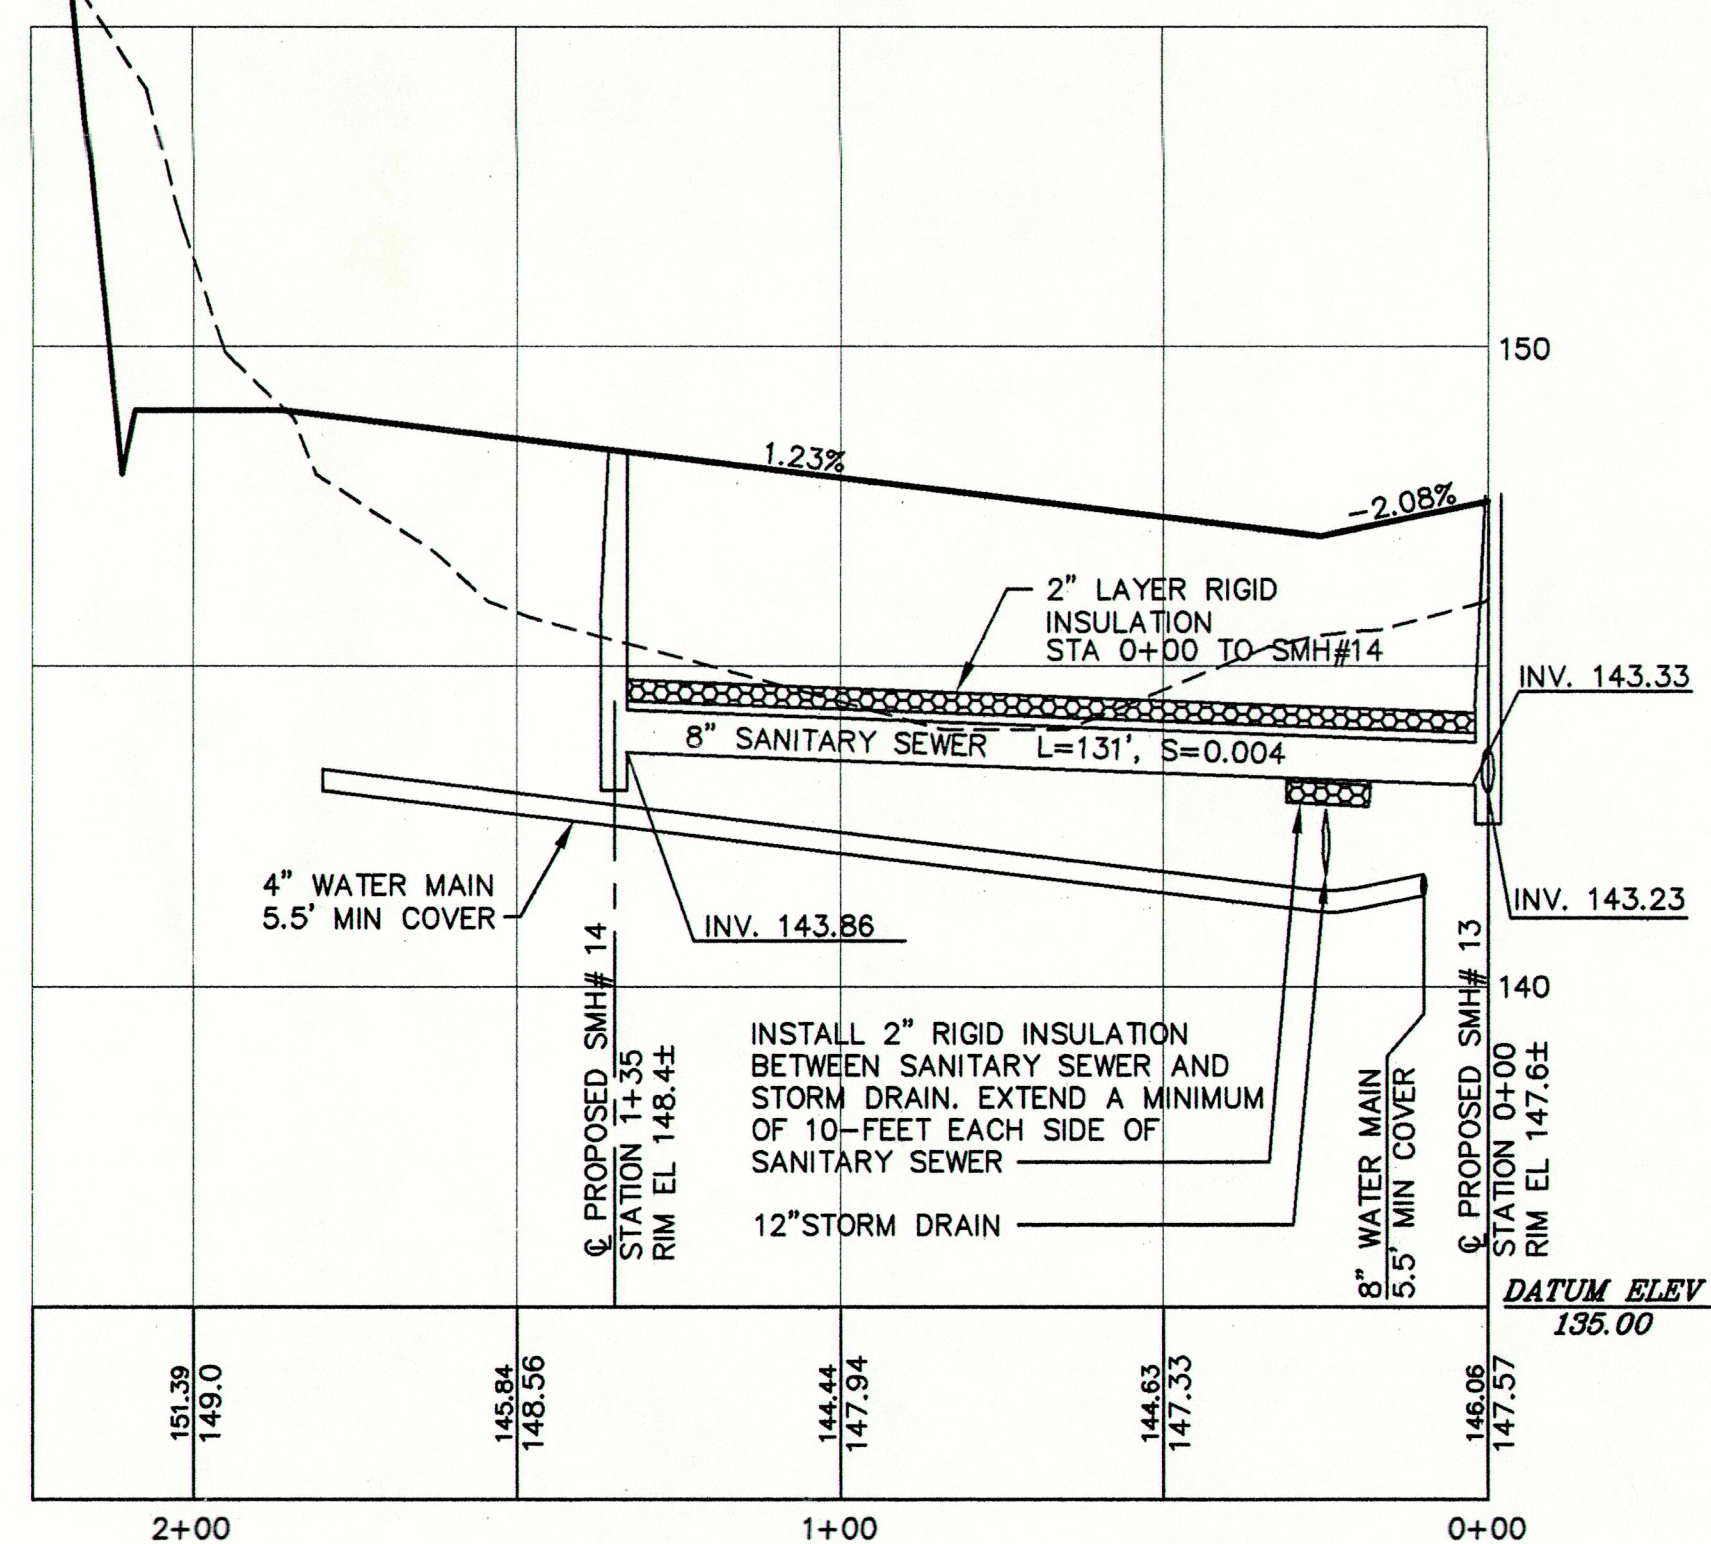 150
1.23%
-2.08%
2" LAYER RIGID
INSULATION
STA 0+00 TO SMH#14
INV. 143.33
8" SANITARY SEWER L=131', S=0.004
4" WATER MAIN
5.5' MIN COVER
INV. 143.86
INV. 143.23
140
℄ PROPOSED SMH# 14
STATION 1+35
RIM EL 148.4±
INSTALL 2" RIGID INSULATION
BETWEEN SANITARY SEWER AND
STORM DRAIN. EXTEND A MINIMUM
OF 10-FEET EACH SIDE OF
SANITARY SEWER
12"STORM DRAIN
8" WATER MAIN
5.5' MIN COVER
℄ PROPOSED SMH# 13
STATION 0+00
RIM EL 147.6±
DATUM ELEV
135.00
151.39
149.0
145.84
148.56
144.44
147.94
144.63
147.33
146.06
147.57
2+00
1+00
0+00